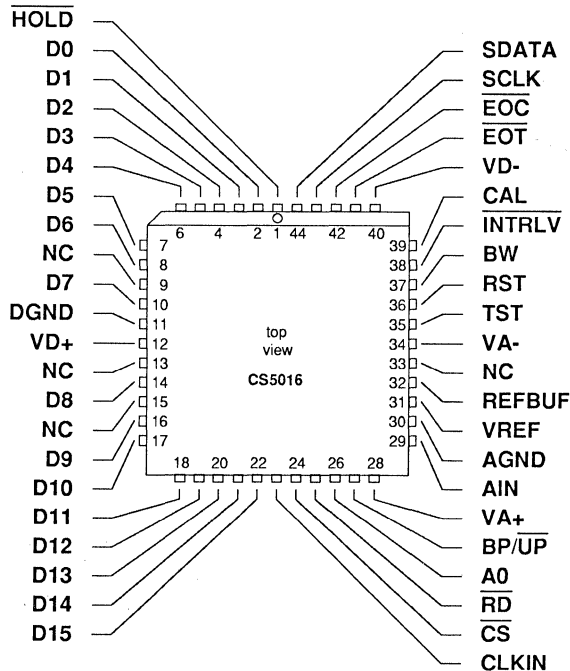 HOLD
D0
D1
D2
D3
D4
D5
D6
NC
D7
DGND
VD+
NC
D8
NC
D9
D10
D11
D12
D13
D14
D15
6 4 2 1 44 42 40
7
8
9
10
11
12
13
14
15
16
17
top
view
CS5016
39
38
37
36
35
34
33
32
31
30
29
18 20 22 24 26 28
SDATA
SCLK
EOC
EOT
VD-
CAL
INTRLV
BW
RST
TST
VA-
NC
REFBUF
VREF
AGND
AIN
VA+
BP/UP
A0
RD
CS
CLKIN